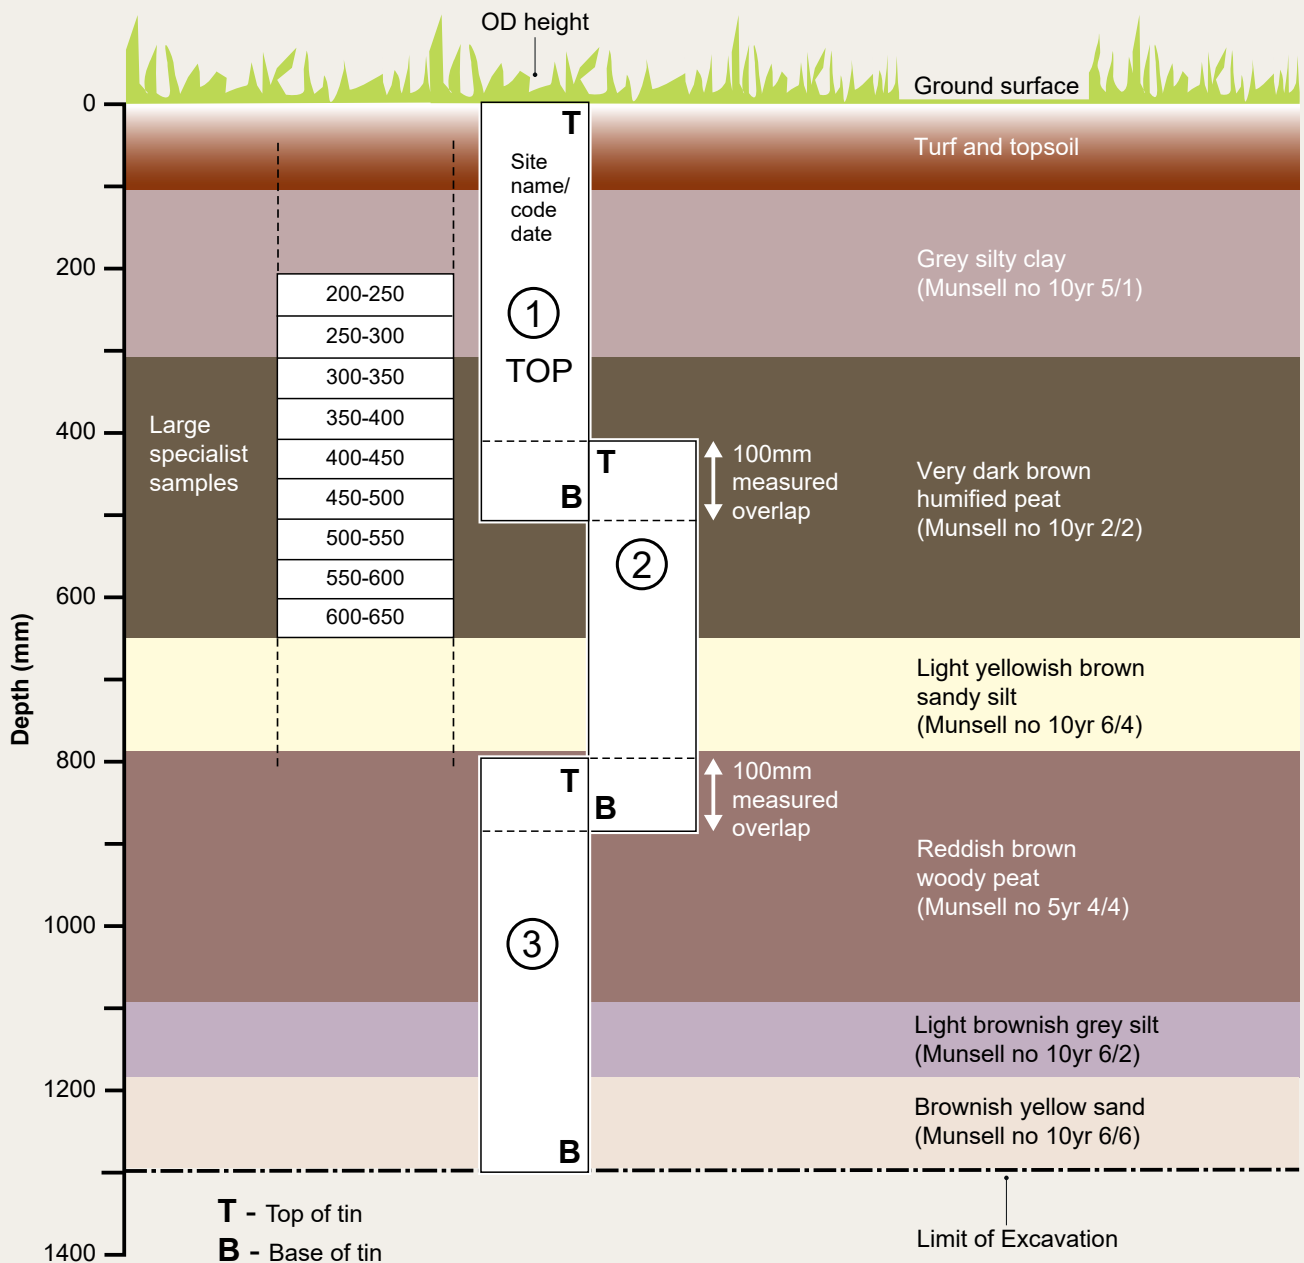 OD height
Ground surface
0
T
Site
name/
code
date
Turf and topsoil
200
Grey silty clay
(Munsell no 10yr 5/1)
200-250
250-300
300-350
350-400
400-450
450-500
500-550
550-600
600-650
1
TOP
Large
specialist
samples
400
B
T
100mm
measured
overlap
Very dark brown
humified peat
(Munsell no 10yr 2/2)
2
600
Depth (mm)
Light yellowish brown
sandy silt
(Munsell no 10yr 6/4)
800
T
B
100mm
measured
overlap
Reddish brown
woody peat
(Munsell no 5yr 4/4)
1000
3
Light brownish grey silt
(Munsell no 10yr 6/2)
1200
Brownish yellow sand
(Munsell no 10yr 6/6)
B
T - Top of tin
B - Base of tin
Limit of Excavation
1400